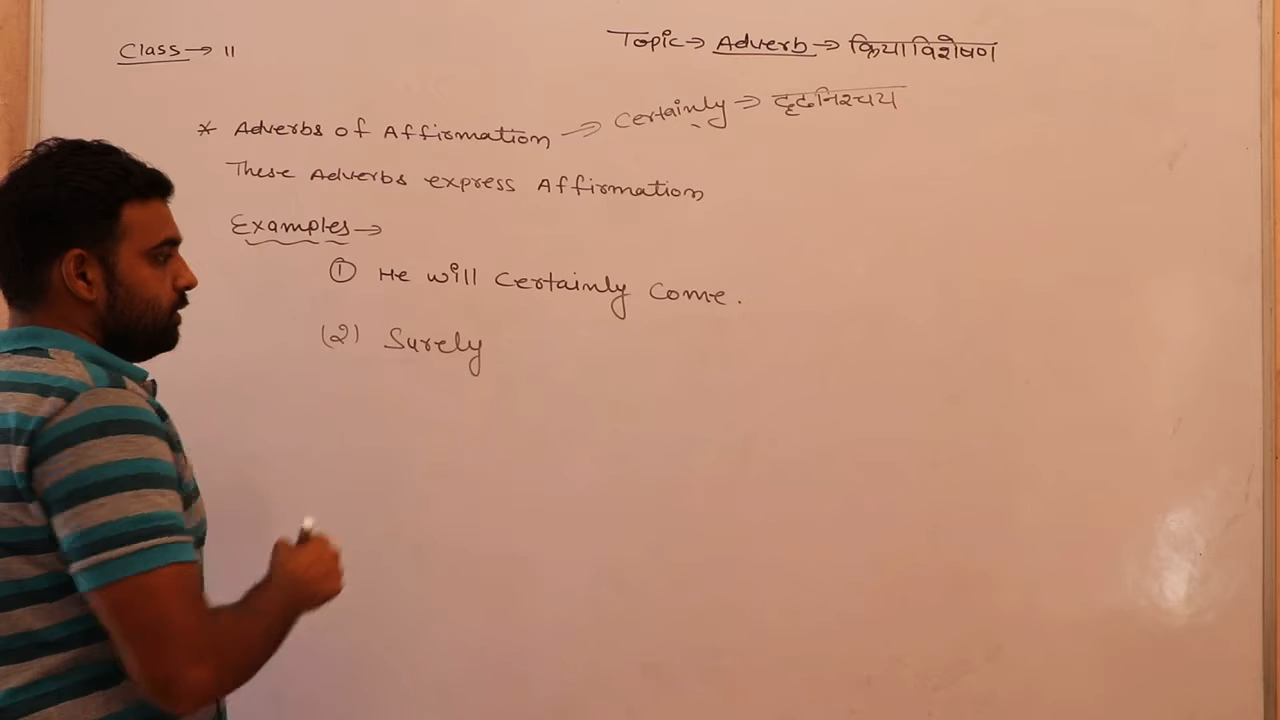 Class → 11
Topic → Adverb → क्रिया विशेषण
* Adverbs of Affirmation → Certainly → दृढ़निश्चय
These Adverbs express Affirmation
Examples →
① He will Certainly Come.
(2) Surely